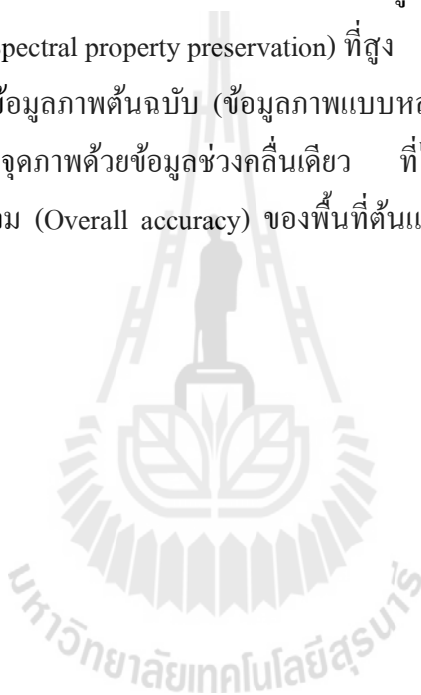 pectral property preservation) ที่สูง
ข้อมูลภาพต้นฉบับ (ข้อมูลภาพแบบหล
จุดภาพด้วยข้อมูลช่วงคลื่นเดียว ที่
ม (Overall accuracy) ของพื้นที่ต้นแ
มหาวิทยาลัยเทคโนโลยีสุรนารี